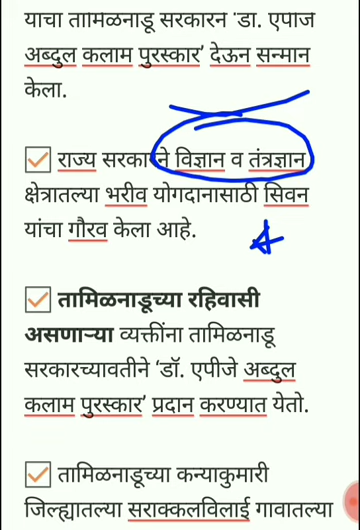 यांचा तामिळनाडू सरकारने ‘डॉ. एपीजे
अब्दुल कलाम पुरस्कार’ देऊन सन्मान
केला.
राज्य सरकारने विज्ञान व तंत्रज्ञान
क्षेत्रातल्या भरीव योगदानासाठी सिवन
यांचा गौरव केला आहे.
तामिळनाडूच्या रहिवासी
असणाऱ्या व्यक्तींना तामिळनाडू
सरकारच्यावतीने ‘डॉ. एपीजे अब्दुल
कलाम पुरस्कार’ प्रदान करण्यात येतो.
तामिळनाडूच्या कन्याकुमारी
जिल्ह्यातल्या सराक्कलविलाई गावातल्या